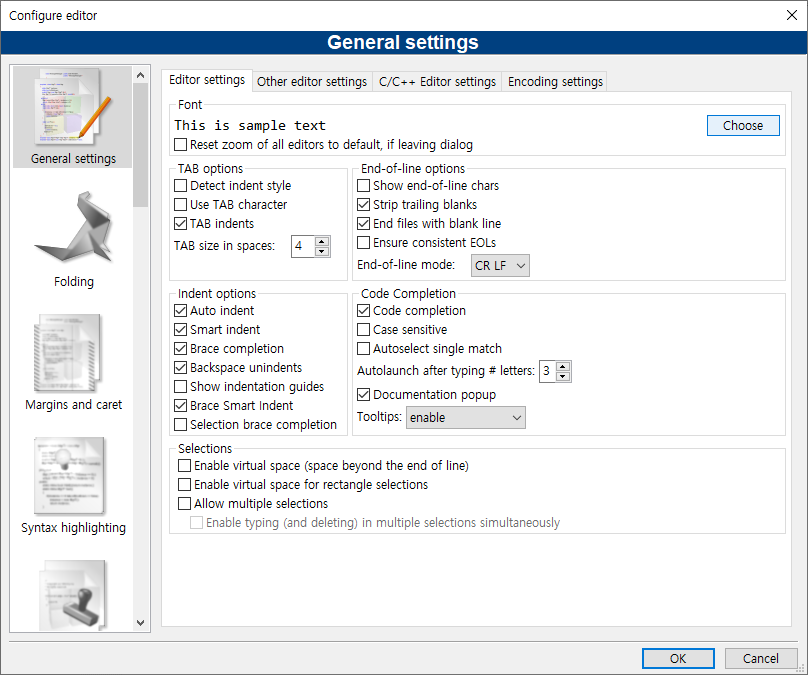 Configure editor
General settings
General settings
Folding
Margins and caret
Syntax highlighting
Editor settings
Other editor settings
C/C++ Editor settings
Encoding settings
Font
This is sample text
Choose
Reset zoom of all editors to default, if leaving dialog
TAB options
Detect indent style
Use TAB character
TAB indents
TAB size in spaces: 4
End-of-line options
Show end-of-line chars
Strip trailing blanks
End files with blank line
Ensure consistent EOLs
End-of-line mode: CR LF
Indent options
Auto indent
Smart indent
Brace completion
Backspace unindents
Show indentation guides
Brace Smart Indent
Selection brace completion
Code Completion
Code completion
Case sensitive
Autoselect single match
Autolaunch after typing # letters: 3
Documentation popup
Tooltips: enable
Selections
Enable virtual space (space beyond the end of line)
Enable virtual space for rectangle selections
Allow multiple selections
Enable typing (and deleting) in multiple selections simultaneously
OK
Cancel